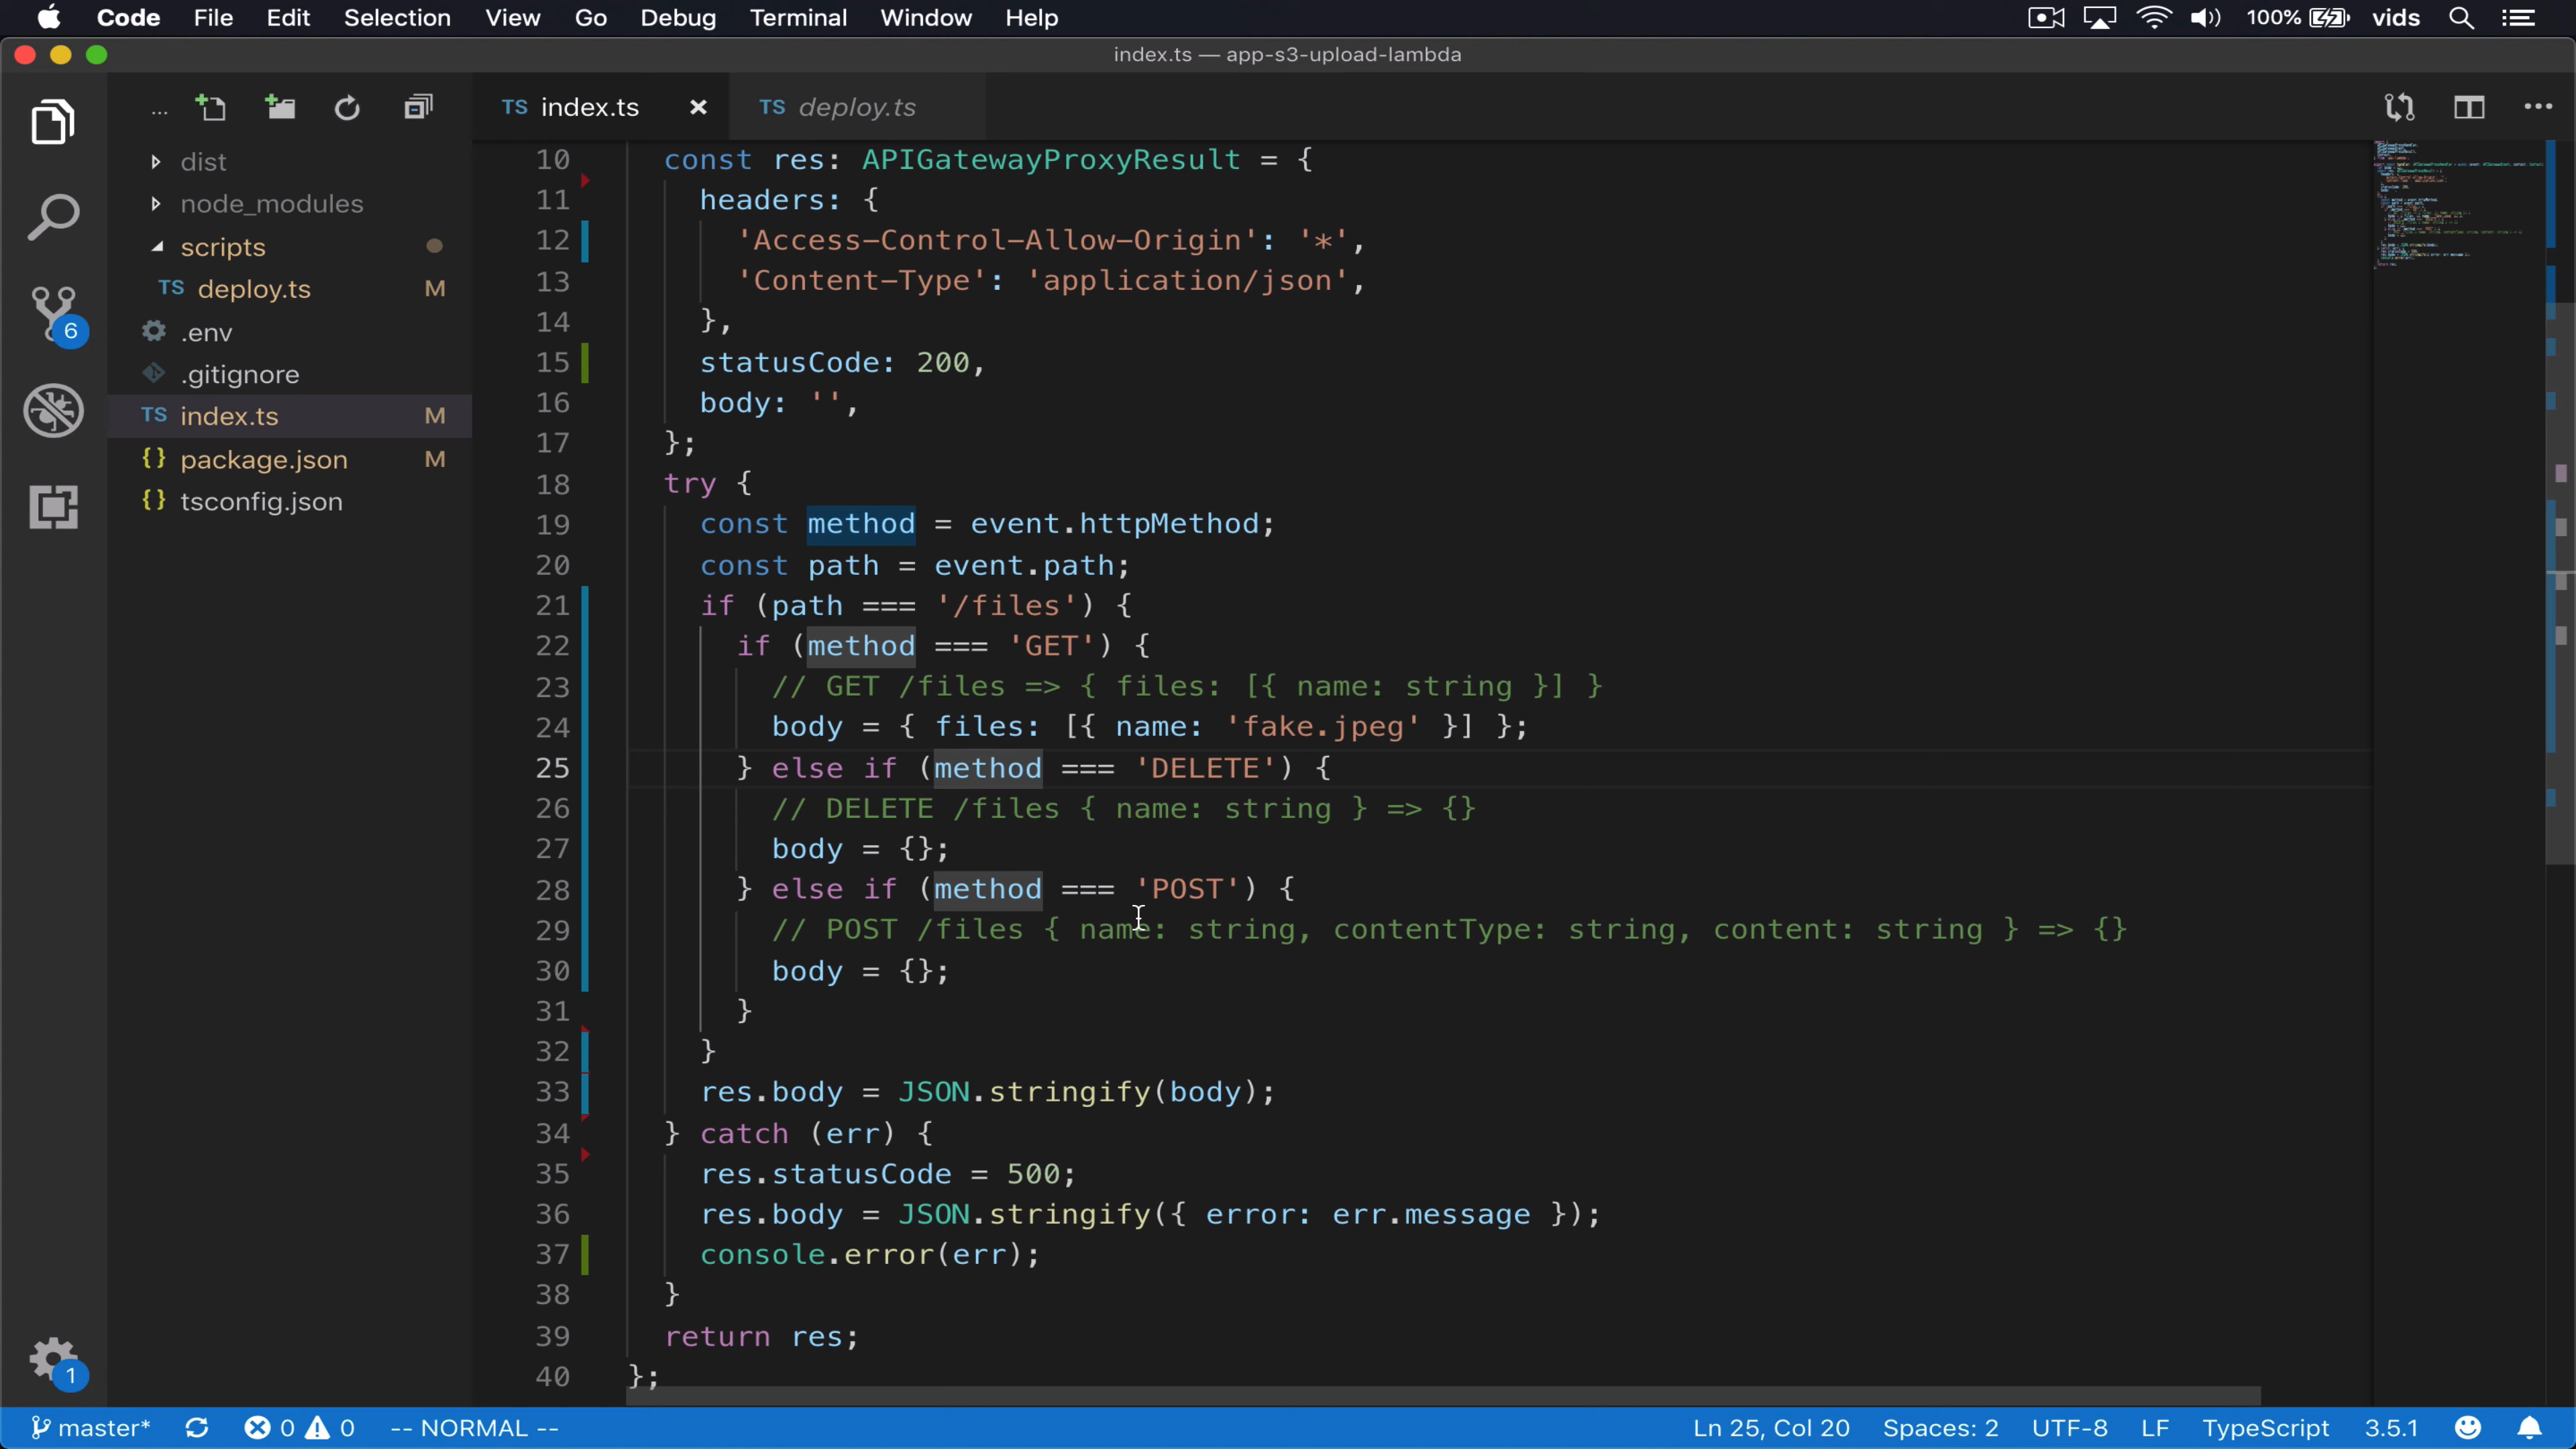 Code File Edit Selection View Go Debug Terminal Window Help 100% vids
index.ts — app-s3-upload-lambda
... TS index.ts × TS deploy.ts ...
dist
node_modules
scripts
TS deploy.ts M
.env
.gitignore
TS index.ts M
{} package.json M
{} tsconfig.json
6
1
10 const res: APIGatewayProxyResult = {
11 headers: {
12 'Access-Control-Allow-Origin': '*',
13 'Content-Type': 'application/json',
14 },
15 statusCode: 200,
16 body: '',
17 };
18 try {
19 const method = event.httpMethod;
20 const path = event.path;
21 if (path === '/files') {
22 if (method === 'GET') {
23 // GET /files => { files: [{ name: string }] }
24 body = { files: [{ name: 'fake.jpeg' }] };
25 } else if (method === 'DELETE') {
26 // DELETE /files { name: string } => {}
27 body = {};
28 } else if (method === 'POST') {
29 // POST /files { name: string, contentType: string, content: string } => {}
30 body = {};
31 }
32 }
33 res.body = JSON.stringify(body);
34 } catch (err) {
35 res.statusCode = 500;
36 res.body = JSON.stringify({ error: err.message });
37 console.error(err);
38 }
39 return res;
40 };
master* 0 0 -- NORMAL -- Ln 25, Col 20 Spaces: 2 UTF-8 LF TypeScript 3.5.1